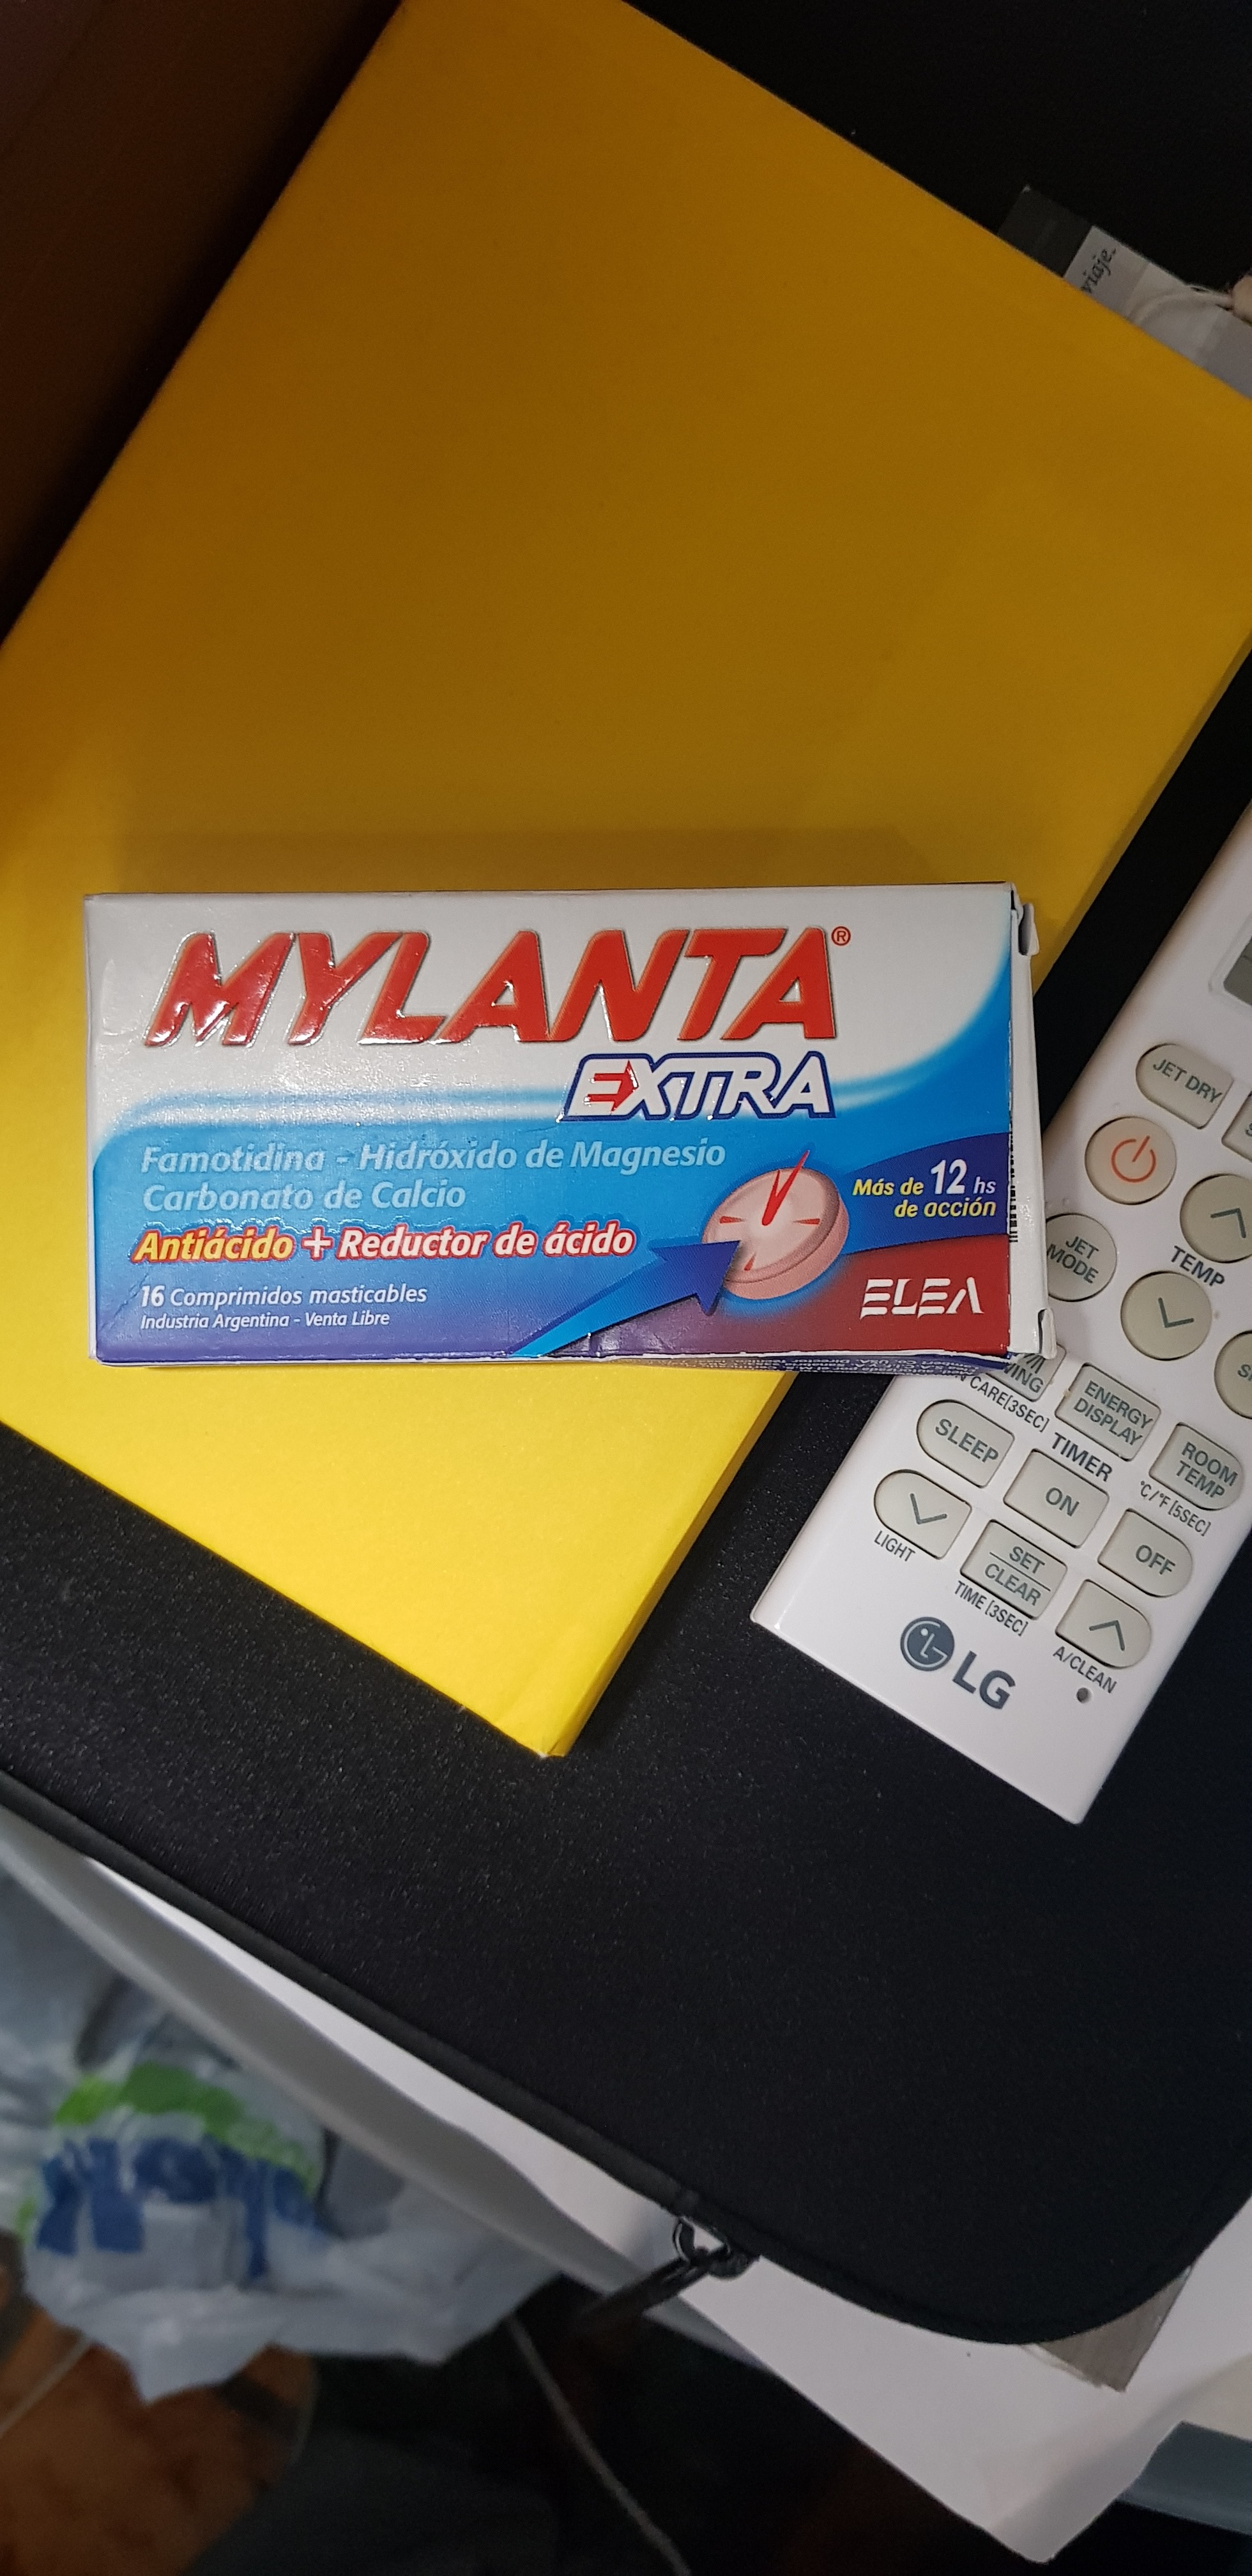 MYLANTA®
EXTRA
Famotidina - Hidróxido de Magnesio
Carbonato de Calcio
Antiácido + Reductor de ácido
16 Comprimidos masticables
Industria Argentina - Venta Libre
Más de 12 hs
de acción
ELEA
LG
LIGHT
SLEEP
TIME [3SEC]
SET
CLEAR
CARE[3SEC]
ON
TIMER
A/CLEAN
OFF
ENERGY
DISPLAY
°C/°F[5SEC]
ROOM
TEMP
JET
MODE
TEMP
JET DRY
viaje.